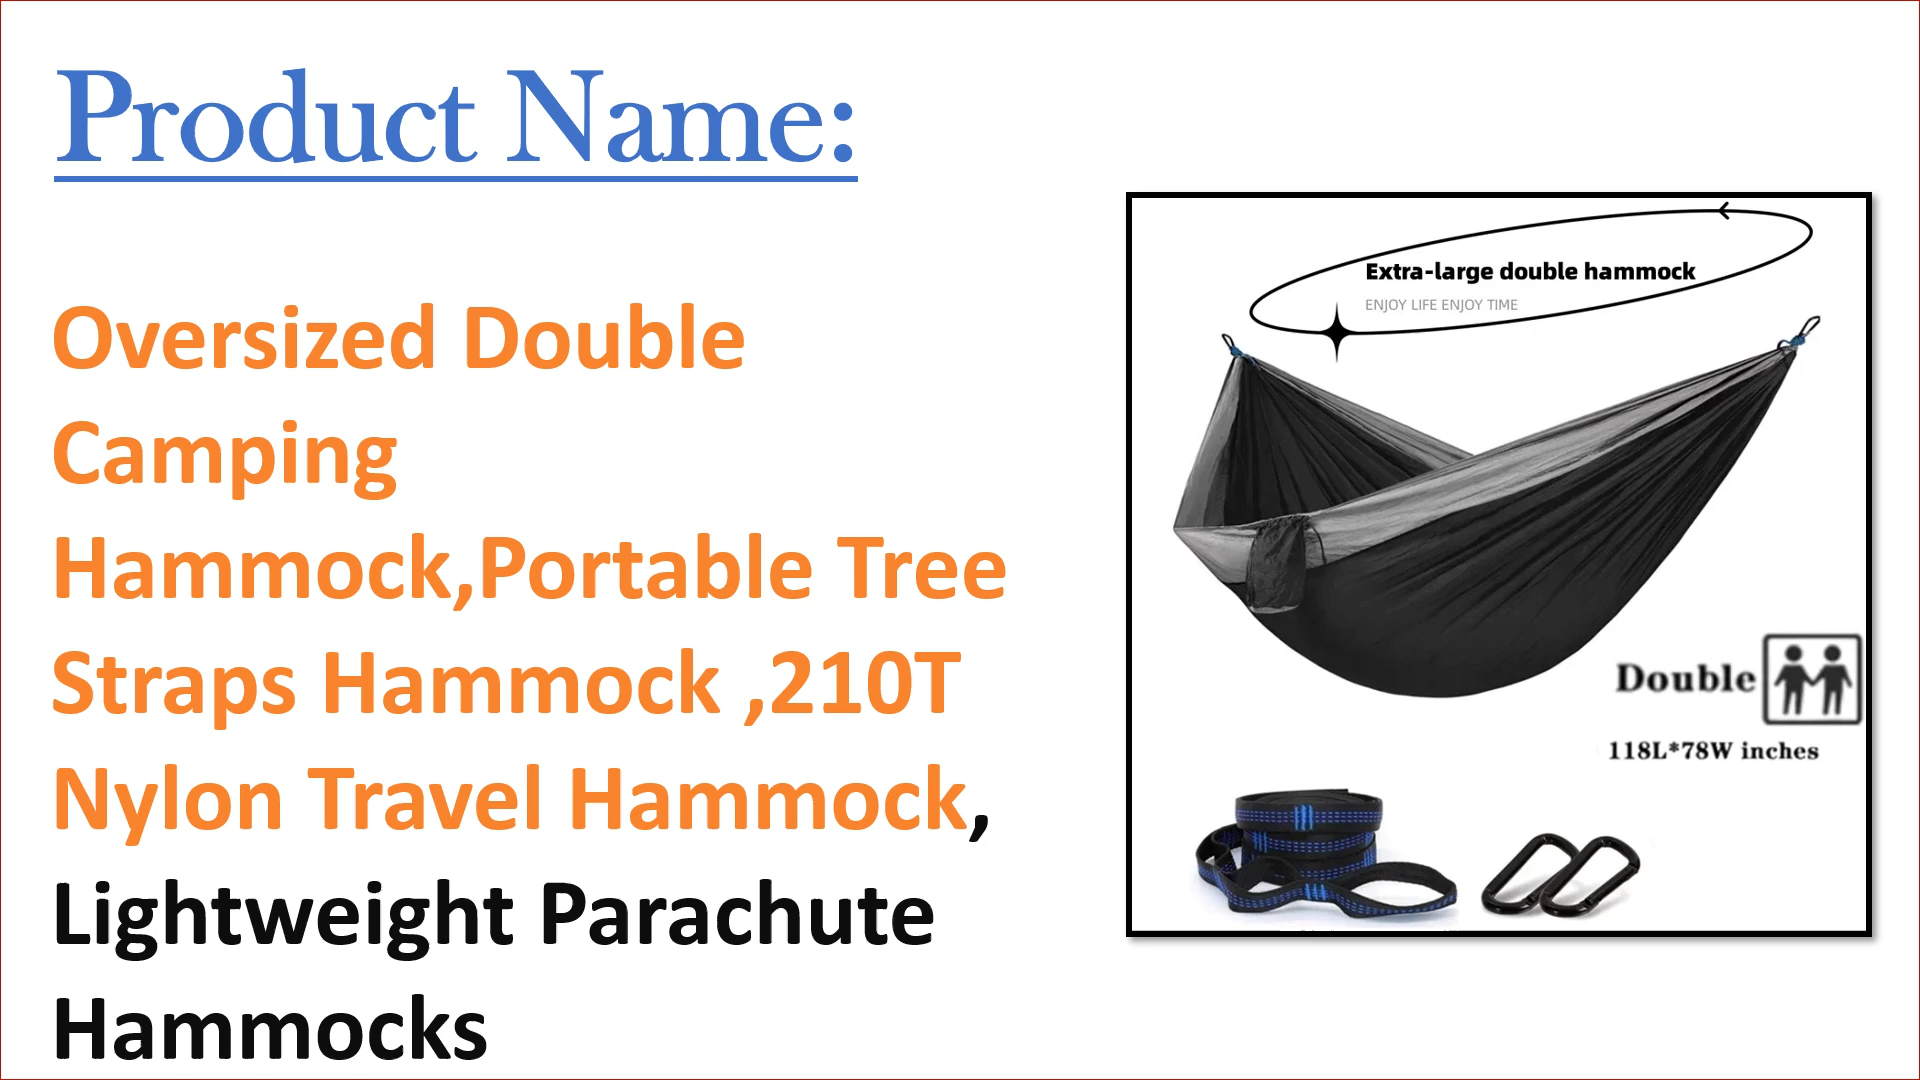 Product Name:
Oversized Double
Camping
Hammock,Portable Tree
Straps Hammock ,210T
Nylon Travel Hammock,
Lightweight Parachute
Hammocks
Extra-large double hammock
ENJOY LIFE ENJOY TIME
Double
118L*78W inches